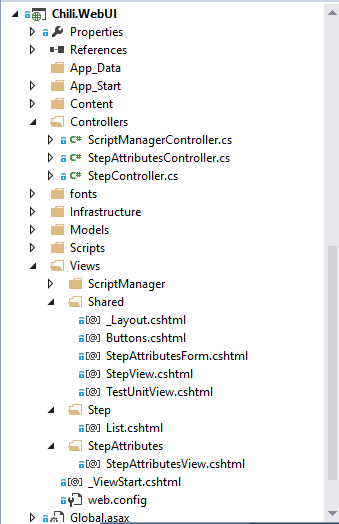 Chili.WebUI
Properties
References
App_Data
App_Start
Content
Controllers
C# ScriptManagerController.cs
C# StepAttributesController.cs
C# StepController.cs
fonts
Infrastructure
Models
Scripts
Views
ScriptManager
Shared
[@] _Layout.cshtml
[@] Buttons.cshtml
[@] StepAttributesForm.cshtml
[@] StepView.cshtml
[@] TestUnitView.cshtml
Step
[@] List.cshtml
StepAttributes
[@] StepAttributesView.cshtml
[@] _ViewStart.cshtml
web.config
Global.asax